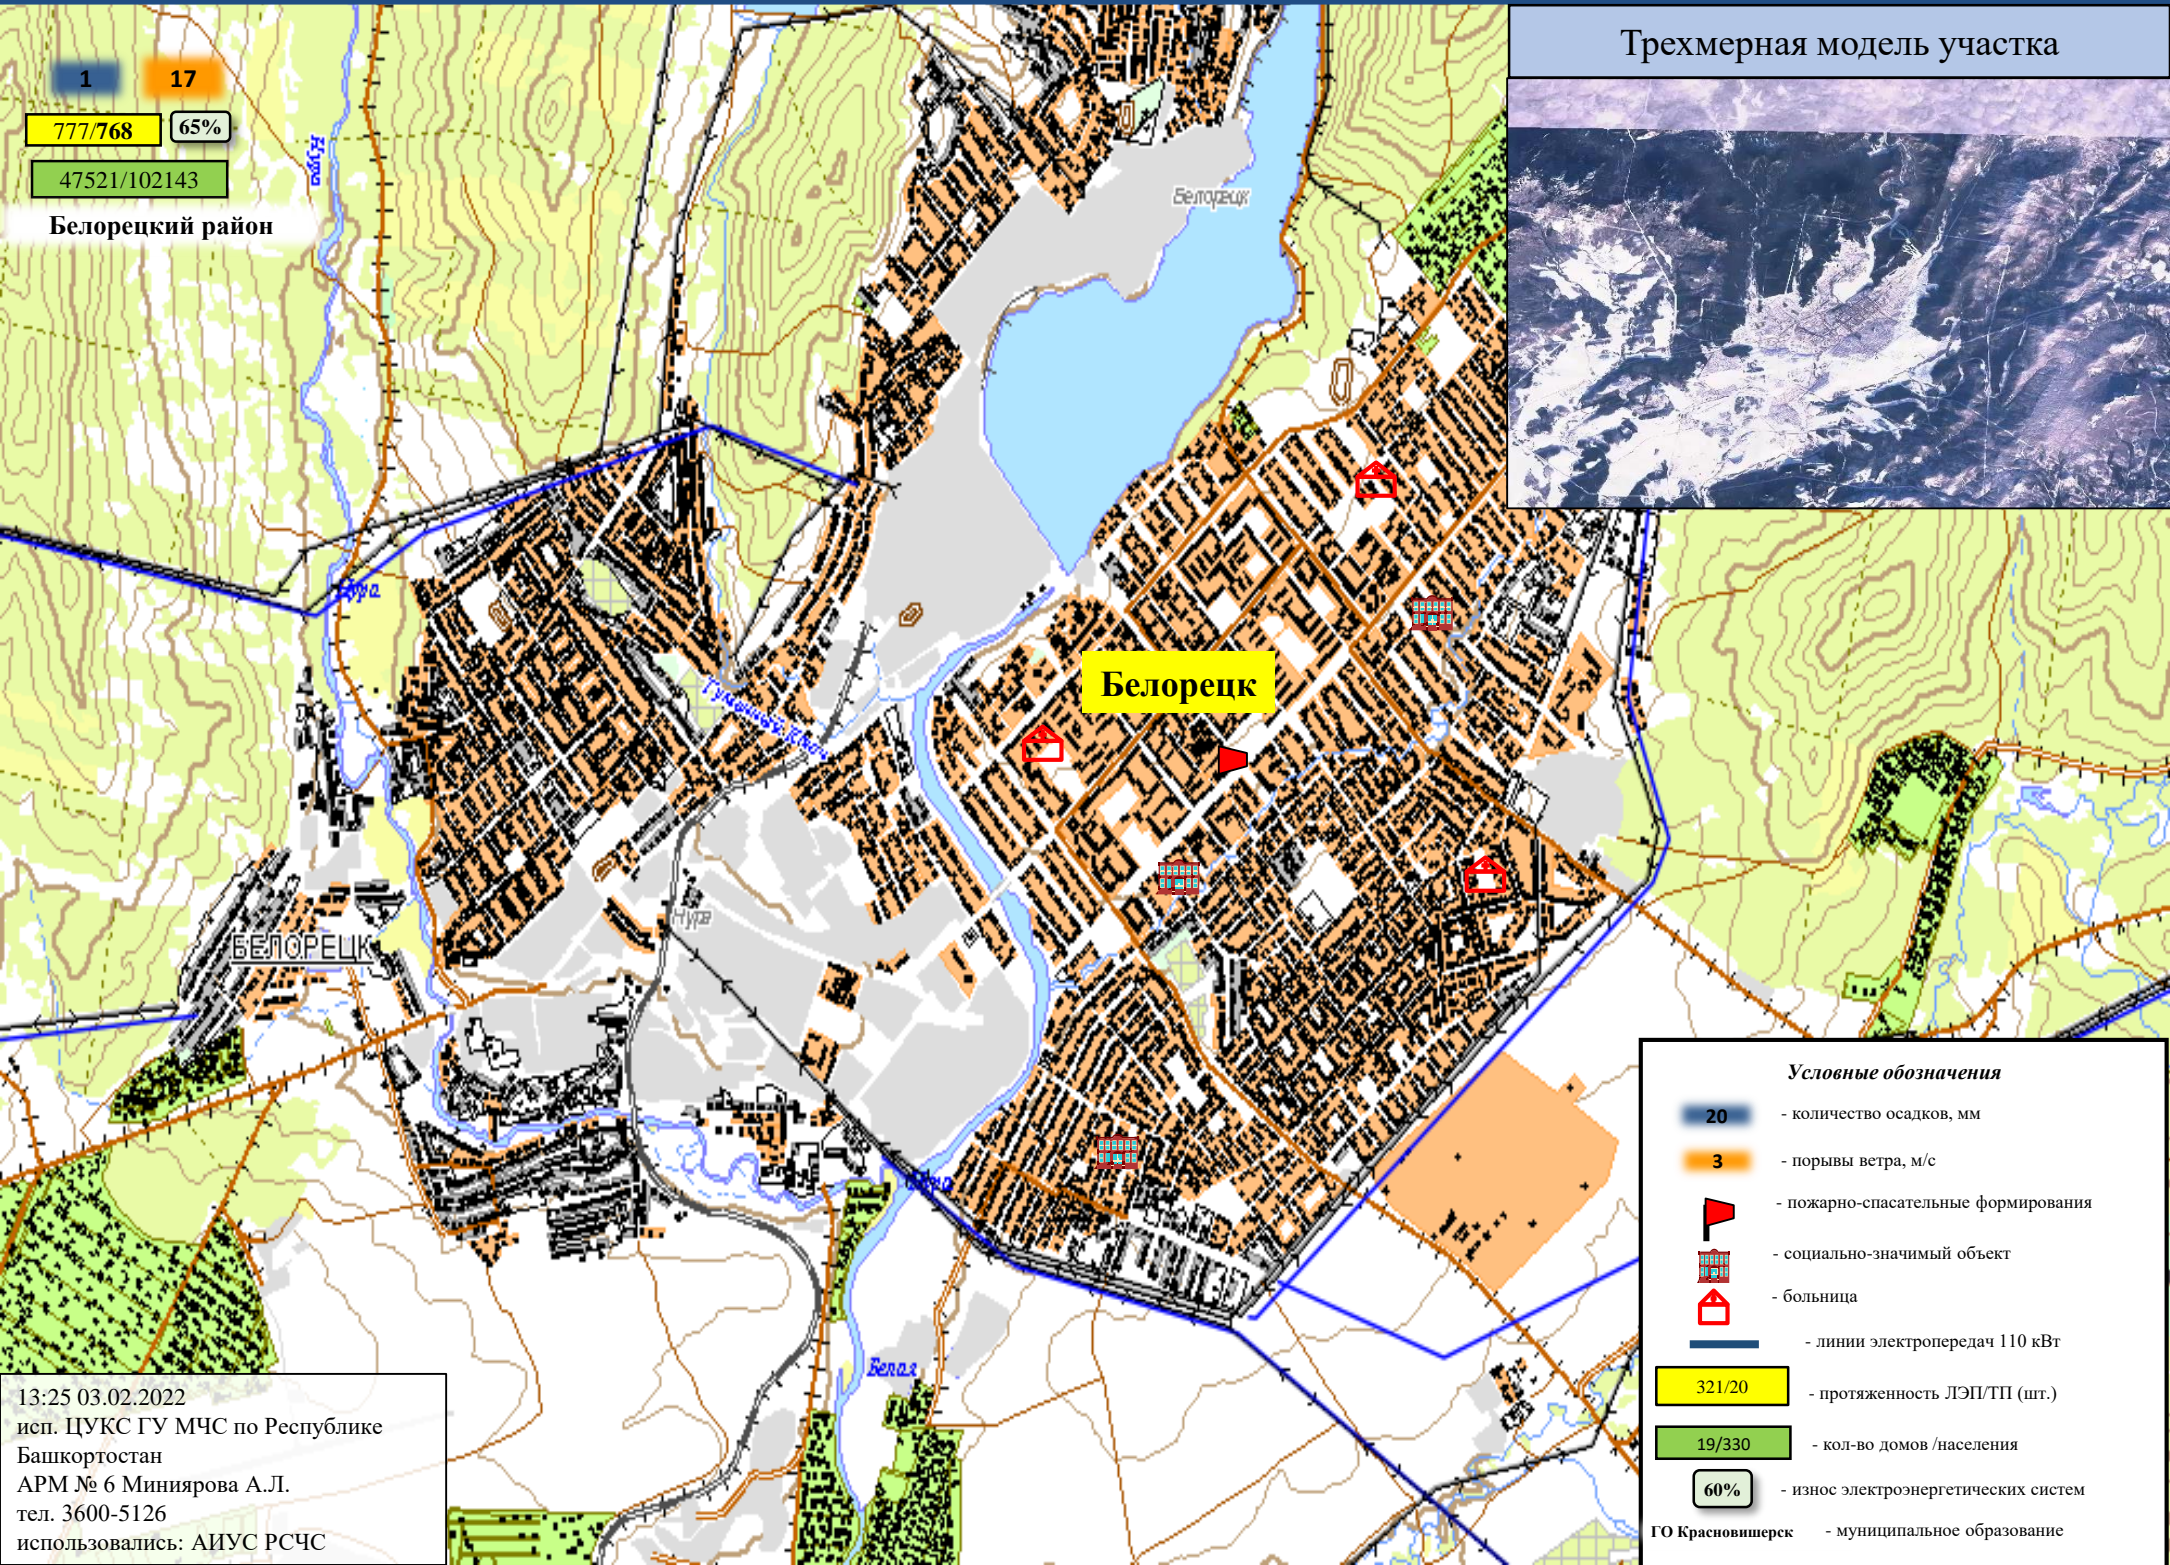 Трехмерная модель участка
1 17
777/768 65%
47521/102143
Белорецкий район
Нура
Белорецк
Нура
Белорецк
Нура
БЕЛОРЕЦК
Нура
Белая
Условные обозначения
20 - количество осадков, мм
3 - порывы ветра, м/с
- пожарно-спасательные формирования
- социально-значимый объект
- больница
- линии электропередач 110 кВт
321/20 - протяженность ЛЭП/ТП (шт.)
19/330 - кол-во домов /населения
60% - износ электроэнергетических систем
ГО Красновишерск - муниципальное образование
13:25 03.02.2022
исп. ЦУКС ГУ МЧС по Республике
Башкортостан
АРМ № 6 Миниярова А.Л.
тел. 3600-5126
использовались: АИУС РСЧС